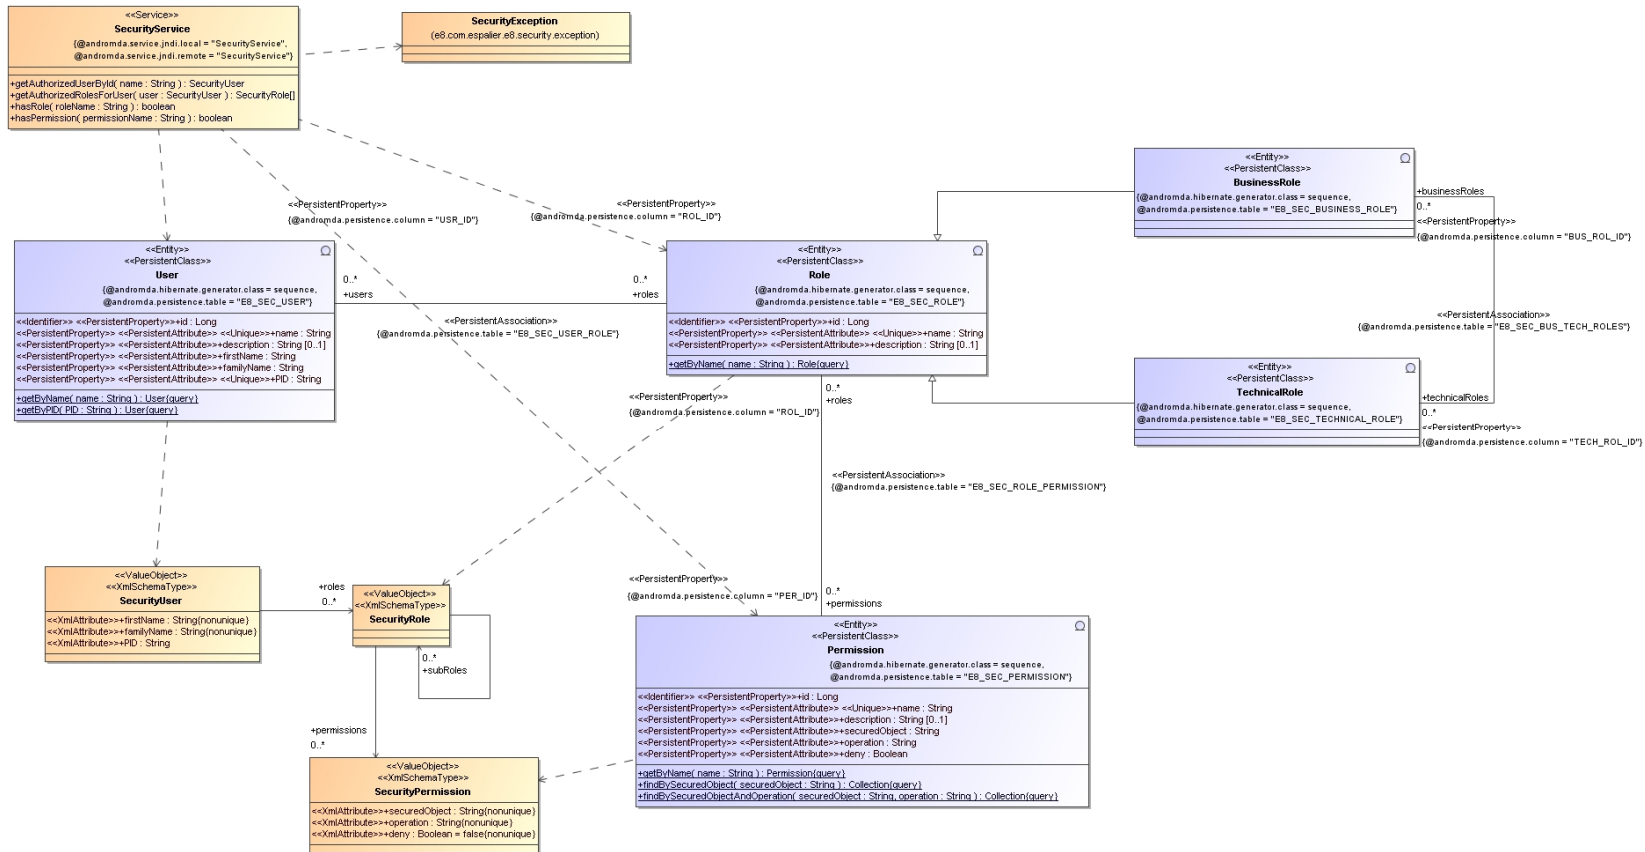 <<Service>>
SecurityService
{@andromda.service.jndi.local = "SecurityService",
@andromda.service.jndi.remote = "SecurityService"}
+getAuthorizedUserById( name : String ) : SecurityUser
+getAuthorizedRolesForUser( user : SecurityUser ) : SecurityRole[]
+hasRole( roleName : String ) : boolean
+hasPermission( permissionName : String ) : boolean
SecurityException
(e8.com.espalier.e8.security.exception)
<<Entity>>
<<PersistentClass>>
BusinessRole
{@andromda.hibernate.generator.class = sequence,
@andromda.persistence.table = "E8_SEC_BUSINESS_ROLE"}
+businessRoles
0..*
<<PersistentProperty>>
{@andromda.persistence.column = "BUS_ROL_ID"}
<<PersistentProperty>>
{@andromda.persistence.column = "USR_ID"}
<<PersistentProperty>>
{@andromda.persistence.column = "ROL_ID"}
<<Entity>>
<<PersistentClass>>
User
{@andromda.hibernate.generator.class = sequence,
@andromda.persistence.table = "E8_SEC_USER"}
<<Identifier>> <<PersistentProperty>>+id : Long
<<PersistentProperty>> <<PersistentAttribute>> <<Unique>>+name : String
<<PersistentProperty>> <<PersistentAttribute>>+description : String [0..1]
<<PersistentProperty>> <<PersistentAttribute>>+firstName : String
<<PersistentProperty>> <<PersistentAttribute>>+familyName : String
<<PersistentProperty>> <<PersistentAttribute>> <<Unique>>+PID : String
+getByName( name : String ) : User{query}
+getByPID( PID : String ) : User{query}
0..*
+users
0..*
+roles
<<PersistentAssociation>>
{@andromda.persistence.table = "E8_SEC_USER_ROLE"}
<<Entity>>
<<PersistentClass>>
Role
{@andromda.hibernate.generator.class = sequence,
@andromda.persistence.table = "E8_SEC_ROLE"}
<<Identifier>> <<PersistentProperty>>+id : Long
<<PersistentProperty>> <<PersistentAttribute>> <<Unique>>+name : String
<<PersistentProperty>> <<PersistentAttribute>>+description : String [0..1]
+getByName( name : String ) : Role{query}
<<PersistentAssociation>>
{@andromda.persistence.table = "E8_SEC_BUS_TECH_ROLES"}
<<Entity>>
<<PersistentClass>>
TechnicalRole
{@andromda.hibernate.generator.class = sequence,
@andromda.persistence.table = "E8_SEC_TECHNICAL_ROLE"}
+technicalRoles
0..*
<<PersistentProperty>>
{@andromda.persistence.column = "TECH_ROL_ID"}
<<PersistentProperty>>
{@andromda.persistence.column = "ROL_ID"}
0..*
+roles
<<PersistentAssociation>>
{@andromda.persistence.table = "E8_SEC_ROLE_PERMISSION"}
<<ValueObject>>
<<XmlSchemaType>>
SecurityUser
<<XmlAttribute>>+firstName : String{nonunique}
<<XmlAttribute>>+familyName : String{nonunique}
<<XmlAttribute>>+PID : String
+roles
0..*
<<ValueObject>>
<<XmlSchemaType>>
SecurityRole
0..*
+subRoles
<<PersistentProperty>>
{@andromda.persistence.column = "PER_ID"}
0..*
+permissions
<<Entity>>
<<PersistentClass>>
Permission
{@andromda.hibernate.generator.class = sequence,
@andromda.persistence.table = "E8_SEC_PERMISSION"}
<<Identifier>> <<PersistentProperty>>+id : Long
<<PersistentProperty>> <<PersistentAttribute>> <<Unique>>+name : String
<<PersistentProperty>> <<PersistentAttribute>>+description : String [0..1]
<<PersistentProperty>> <<PersistentAttribute>>+securedObject : String
<<PersistentProperty>> <<PersistentAttribute>>+operation : String
<<PersistentProperty>> <<PersistentAttribute>>+deny : Boolean
+getByName( name : String ) : Permission{query}
+findBySecuredObject( securedObject : String ) : Collection{query}
+findBySecuredObjectAndOperation( securedObject : String, operation : String ) : Collection{query}
+permissions
0..*
<<ValueObject>>
<<XmlSchemaType>>
SecurityPermission
<<XmlAttribute>>+securedObject : String{nonunique}
<<XmlAttribute>>+operation : String{nonunique}
<<XmlAttribute>>+deny : Boolean = false{nonunique}